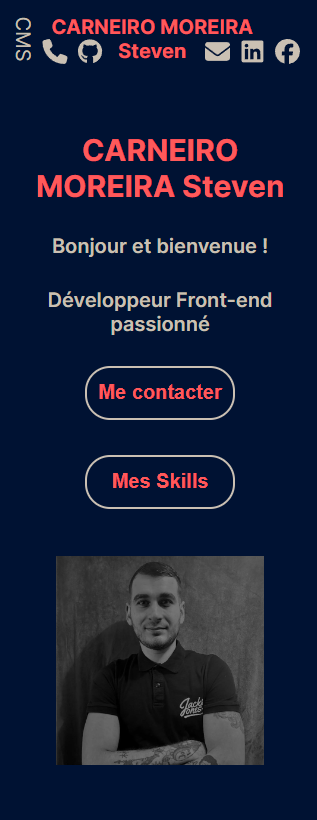 CMS
CARNEIRO MOREIRA
Steven
CARNEIRO
MOREIRA Steven
Bonjour et bienvenue !
Développeur Front-end
passionné
Me contacter
Mes Skills
Jack
Jones